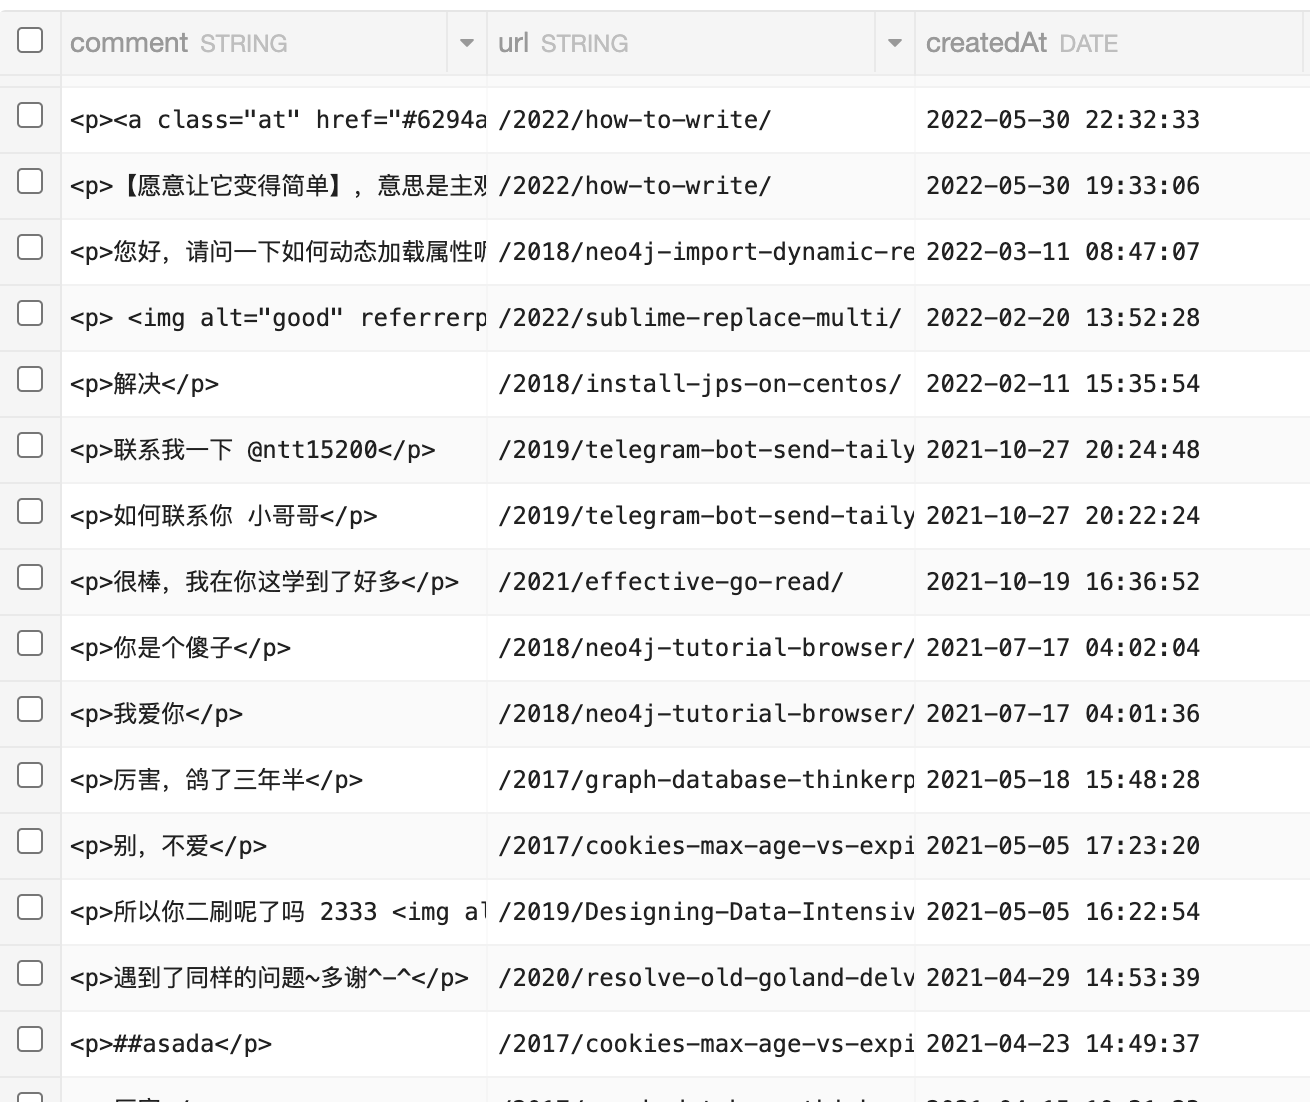 comment STRING url STRING createdAt DATE
<p><a class="at" href="#6294a /2022/how-to-write/ 2022-05-30 22:32:33
<p>【愿意让它变得简单】，意思是主观 /2022/how-to-write/ 2022-05-30 19:33:06
<p>您好，请问一下如何动态加载属性呢 /2018/neo4j-import-dynamic-re 2022-03-11 08:47:07
<p> <img alt="good" referrerp /2022/sublime-replace-multi/ 2022-02-20 13:52:28
<p>解决</p> /2018/install-jps-on-centos/ 2022-02-11 15:35:54
<p>联系我一下 @ntt15200</p> /2019/telegram-bot-send-taily 2021-10-27 20:24:48
<p>如何联系你 小哥哥</p> /2019/telegram-bot-send-taily 2021-10-27 20:22:24
<p>很棒，我在你这学到了好多</p> /2021/effective-go-read/ 2021-10-19 16:36:52
<p>你是个傻子</p> /2018/neo4j-tutorial-browser/ 2021-07-17 04:02:04
<p>我爱你</p> /2018/neo4j-tutorial-browser/ 2021-07-17 04:01:36
<p>厉害，鸽了三年半</p> /2017/graph-database-thinkerp 2021-05-18 15:48:28
<p>别，不爱</p> /2017/cookies-max-age-vs-expi 2021-05-05 17:23:20
<p>所以你二刷呢了吗 2333 <img al /2019/Designing-Data-Intensiv 2021-05-05 16:22:54
<p>遇到了同样的问题~多谢^-^</p> /2020/resolve-old-goland-delv 2021-04-29 14:53:39
<p>##asada</p> /2017/cookies-max-age-vs-expi 2021-04-23 14:49:37